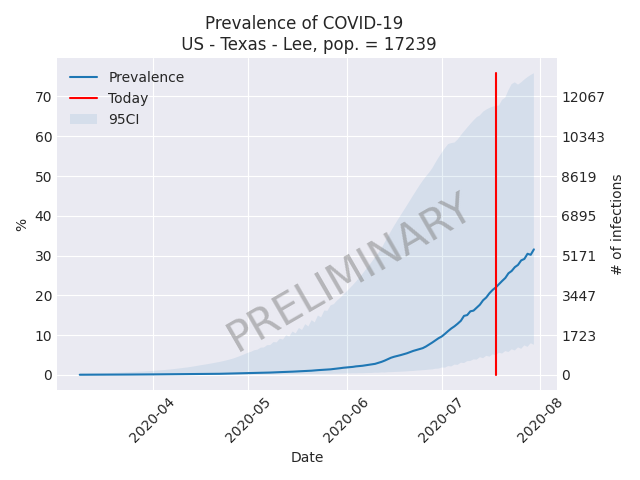 Prevalence of COVID-19
US - Texas - Lee, pop. = 17239
Prevalence
Today
95CI
70
60
50
40
30
20
10
0
%
12067
10343
8619
6895
5171
3447
1723
0
# of infections
PRELIMINARY
2020-04
2020-05
2020-06
2020-07
2020-08
Date